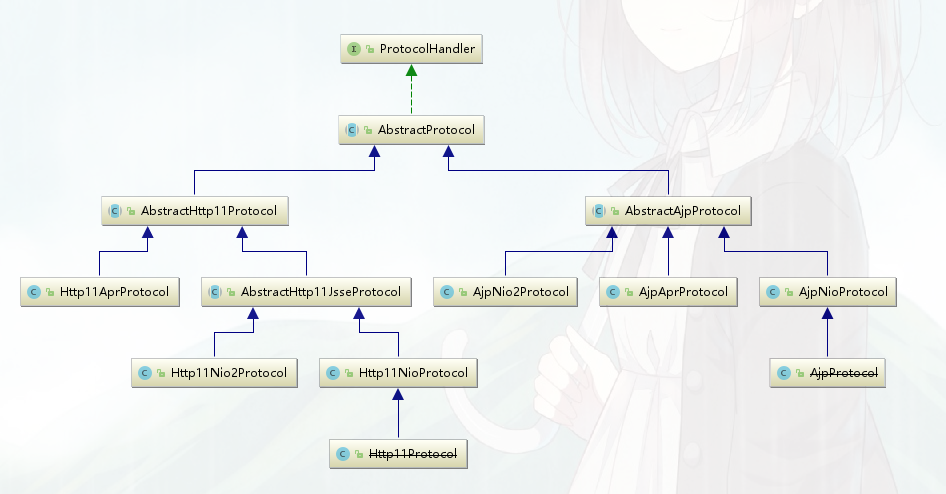 I ProtocolHandler
C AbstractProtocol
C AbstractHttp11Protocol
C AbstractAjpProtocol
C Http11AprProtocol
C AbstractHttp11JsseProtocol
C AjpNio2Protocol
C AjpAprProtocol
C AjpNioProtocol
C Http11Nio2Protocol
C Http11NioProtocol
C AjpProtocol
C Http11Protocol